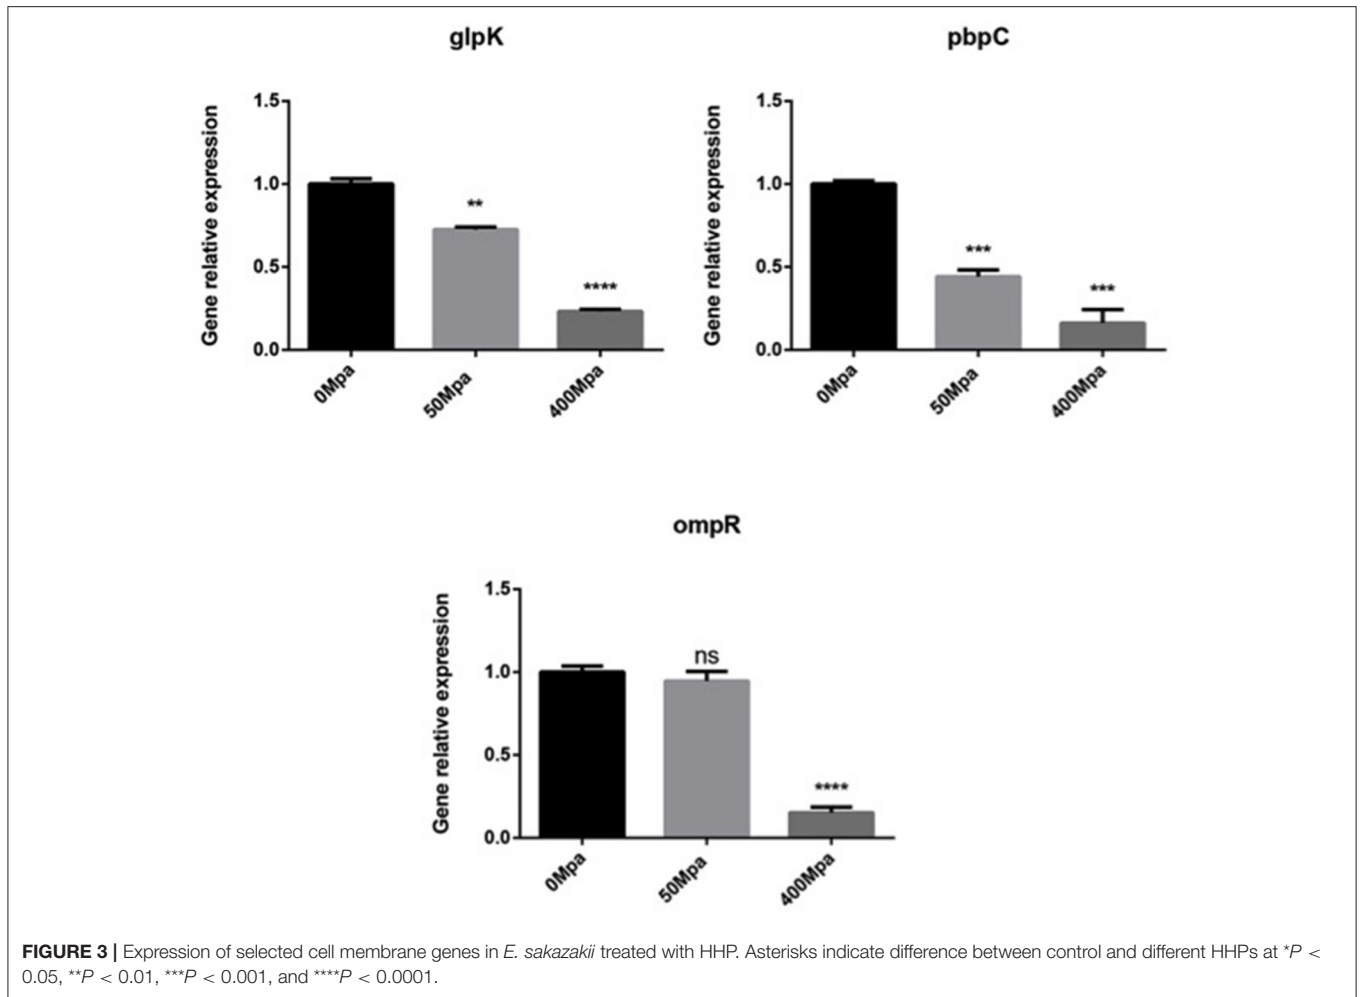 glpK
1.5
1.0
0.5
0.0
Gene relative expression
**
****
0Mpa
50Mpa
400Mpa
pbpC
1.5
1.0
0.5
0.0
Gene relative expression
***
***
0Mpa
50Mpa
400Mpa
ompR
1.5
1.0
0.5
0.0
Gene relative expression
ns
****
0Mpa
50Mpa
400Mpa
FIGURE 3 | Expression of selected cell membrane genes in E. sakazakii treated with HHP. Asterisks indicate difference between control and different HHPs at *P <
0.05, **P < 0.01, ***P < 0.001, and ****P < 0.0001.